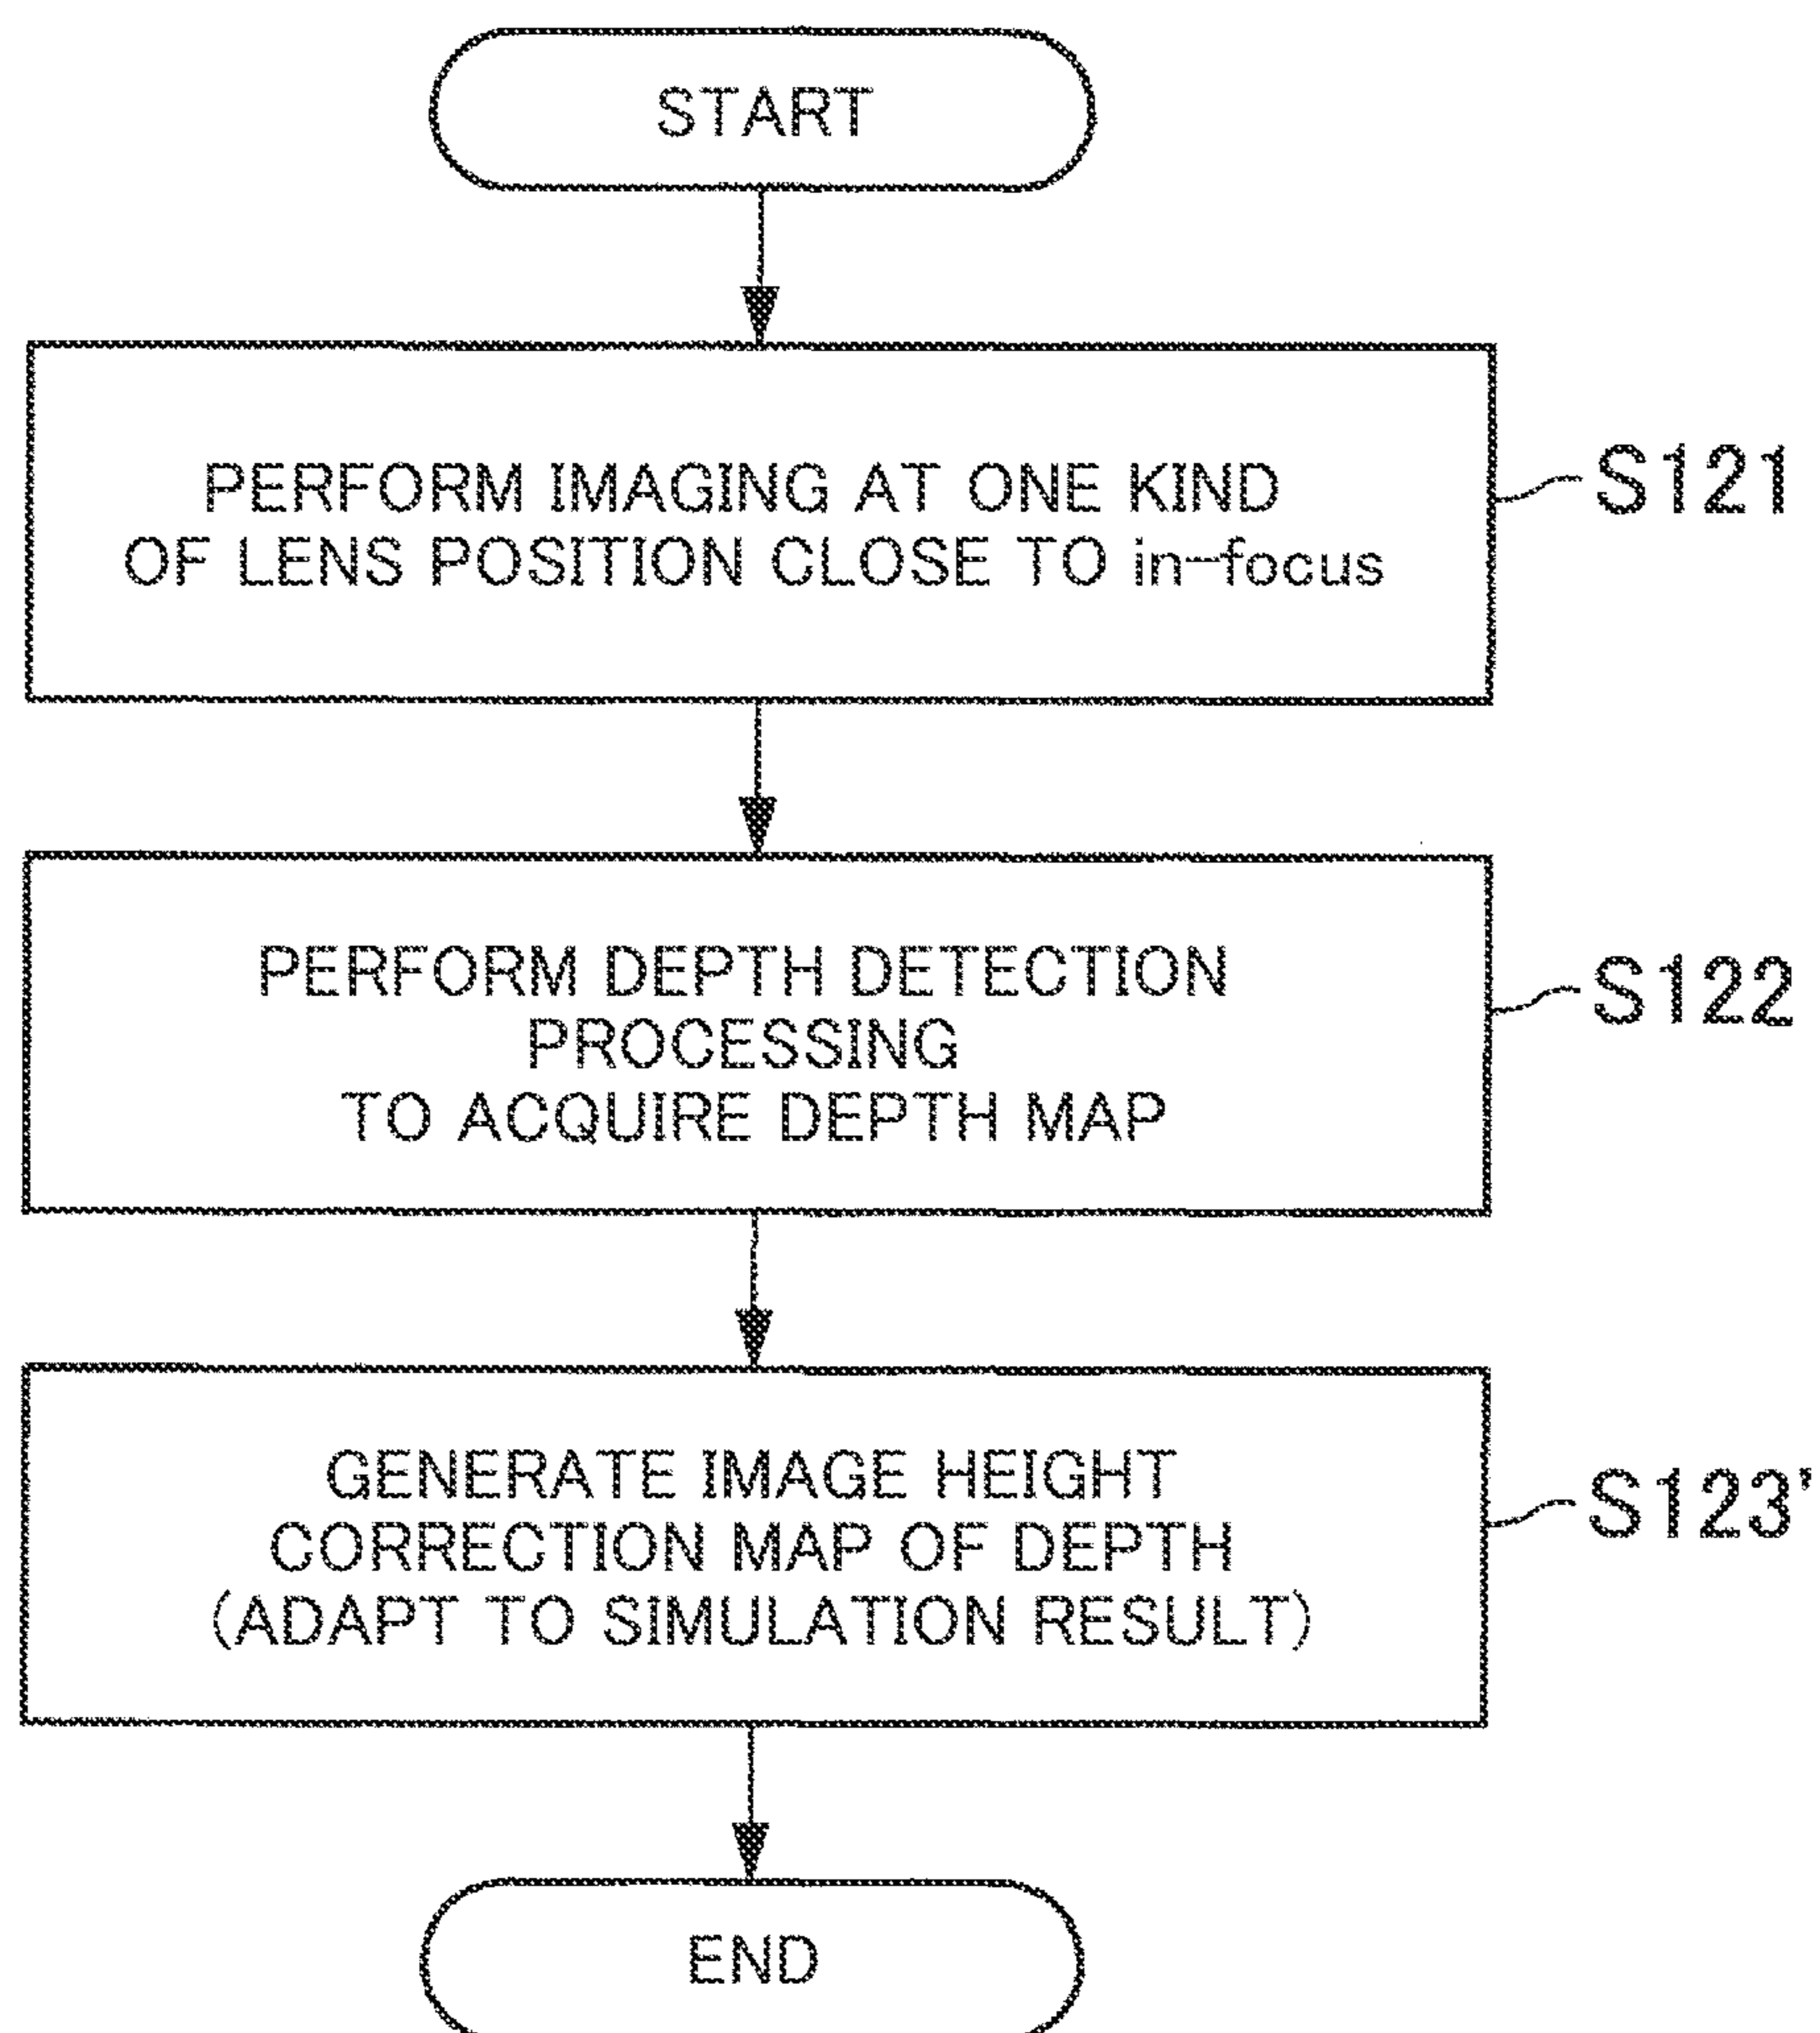 START
PERFORM IMAGING AT ONE KIND
OF LENS POSITION CLOSE TO in-focus
S121
PERFORM DEPTH DETECTION
PROCESSING
TO ACQUIRE DEPTH MAP
S122
GENERATE IMAGE HEIGHT
CORRECTION MAP OF DEPTH
(ADAPT TO SIMULATION RESULT)
S123'
END